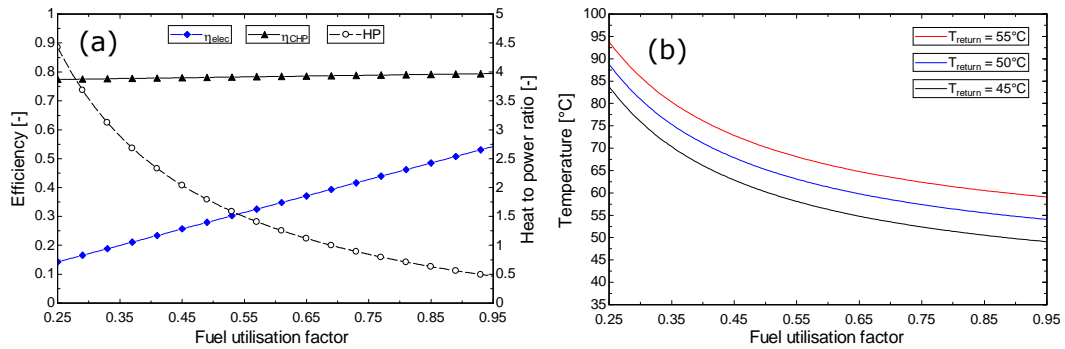 (a)
η_elec
η_CHP
HP
1
0.9
0.8
0.7
0.6
0.5
0.4
0.3
0.2
0.1
0
Efficiency [-]
5
4.5
4
3.5
3
2.5
2
1.5
1
0.5
0
Heat to power ratio [-]
0.25 0.35 0.45 0.55 0.65 0.75 0.85 0.95
Fuel utilisation factor
(b)
T_return = 55°C
T_return = 50°C
T_return = 45°C
100
95
90
85
80
75
70
65
60
55
50
45
40
35
Temperature [°C]
0.25 0.35 0.45 0.55 0.65 0.75 0.85 0.95
Fuel utilisation factor